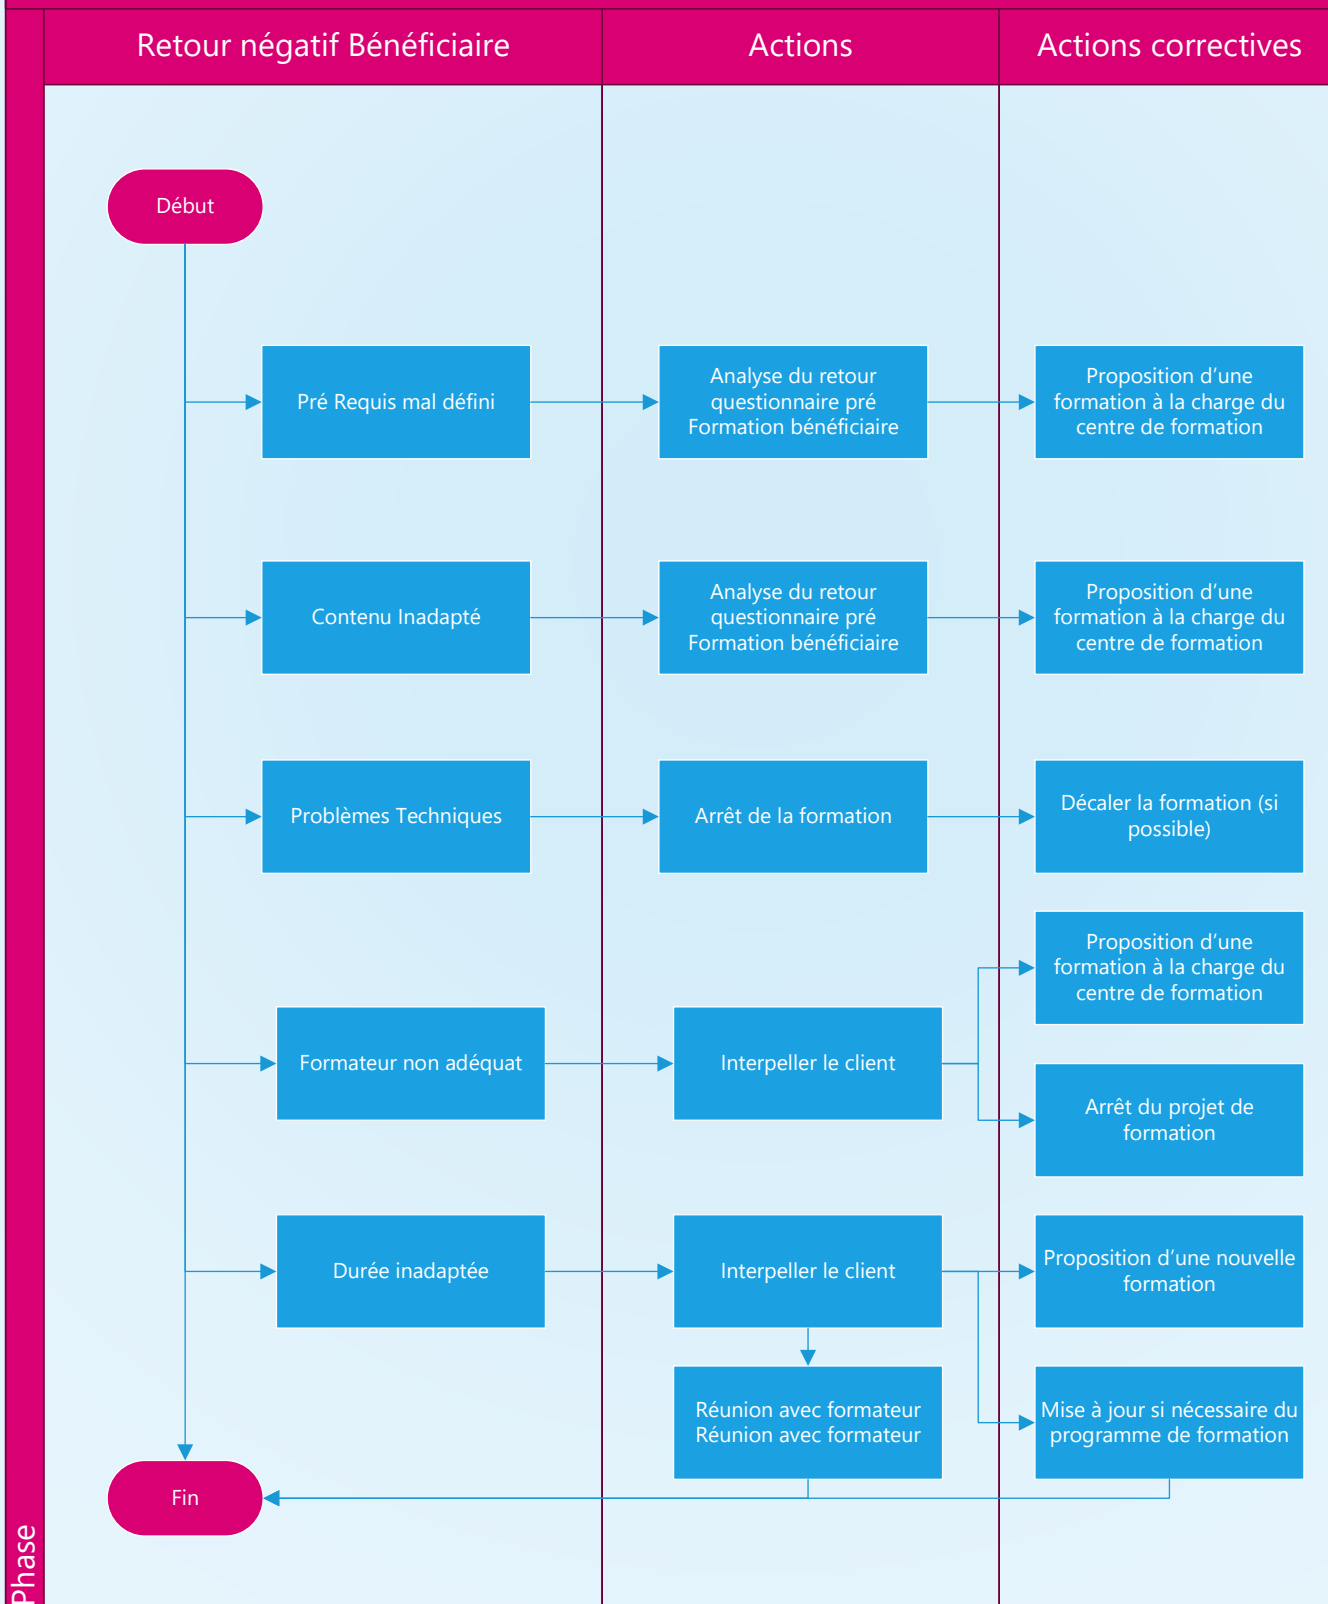 Retour négatif Bénéficiaire
Actions
Actions correctives
Début
Pré Requis mal défini
Analyse du retour
questionnaire pré
Formation bénéficiaire
Proposition d’une
formation à la charge du
centre de formation
Contenu Inadapté
Analyse du retour
questionnaire pré
Formation bénéficiaire
Proposition d’une
formation à la charge du
centre de formation
Problèmes Techniques
Arrêt de la formation
Décaler la formation (si
possible)
Formateur non adéquat
Interpeller le client
Proposition d’une
formation à la charge du
centre de formation
Arrêt du projet de
formation
Durée inadaptée
Interpeller le client
Proposition d’une nouvelle
formation
Réunion avec formateur
Réunion avec formateur
Mise à jour si nécessaire du
programme de formation
Fin
Phase